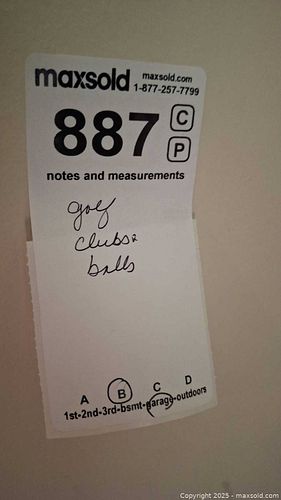 maxsold maxsold.com
1-877-257-7799
887 C
P
notes and measurements
golf
clubs &
balls
A B C D
1st-2nd-3rd-bsmt-garage-outdoors
Copyright 2025 - www.maxsold.com